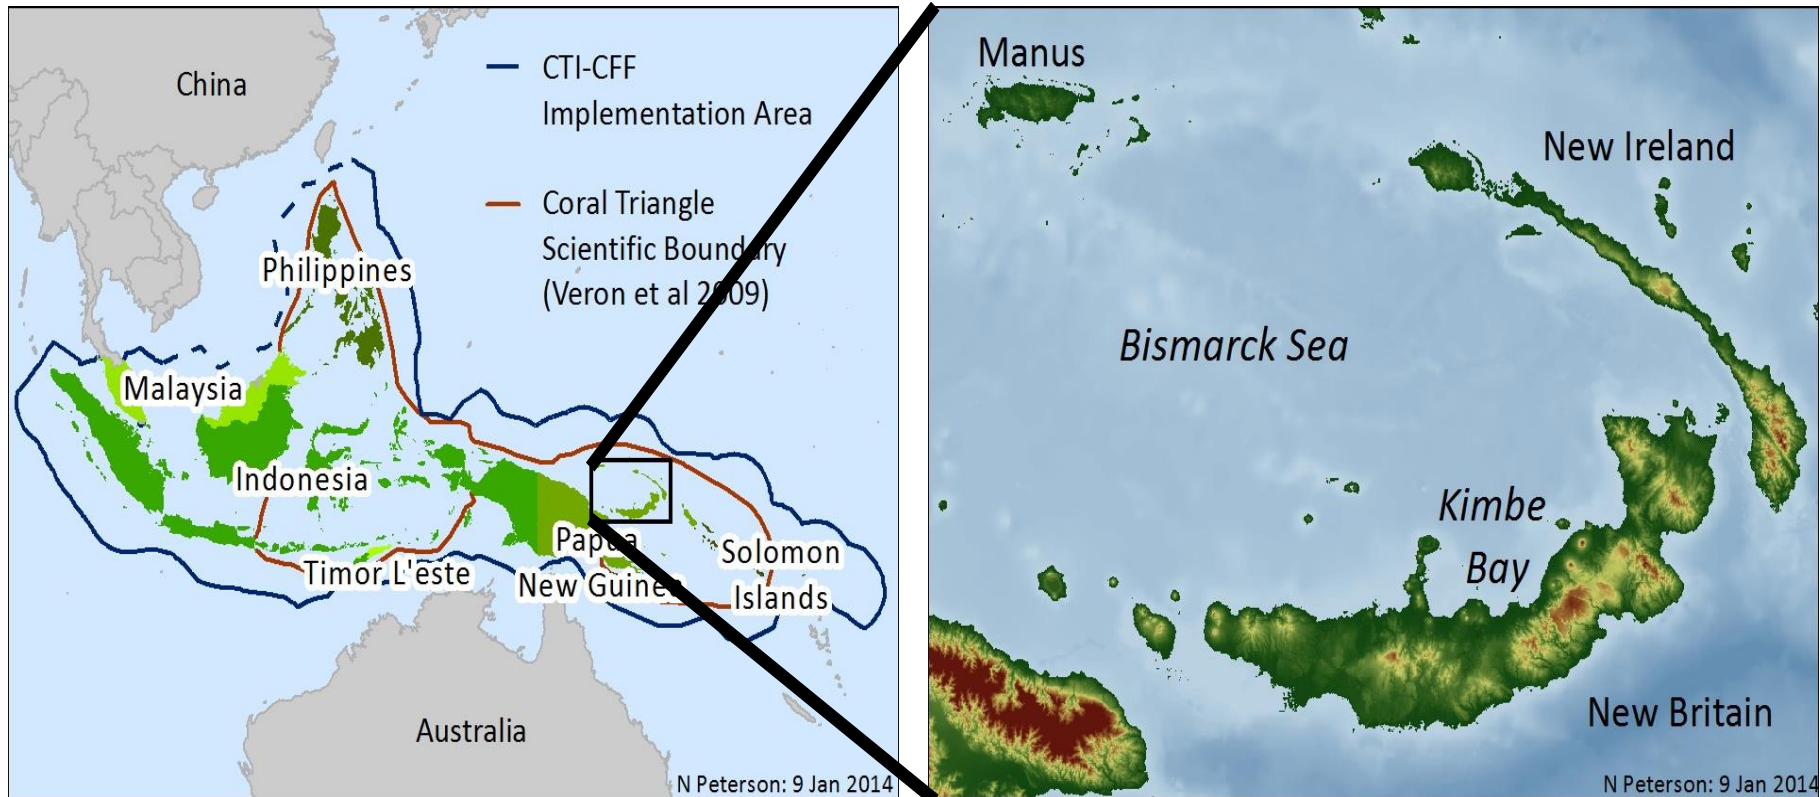 China
CTI-CFF
Implementation Area
Coral Triangle
Scientific Boundary
(Veron et al 2009)
Philippines
Malaysia
Indonesia
Papua
New Guinea
Timor L'este
Solomon
Islands
Australia
N Peterson: 9 Jan 2014
Manus
New Ireland
Bismarck Sea
Kimbe
Bay
New Britain
N Peterson: 9 Jan 2014